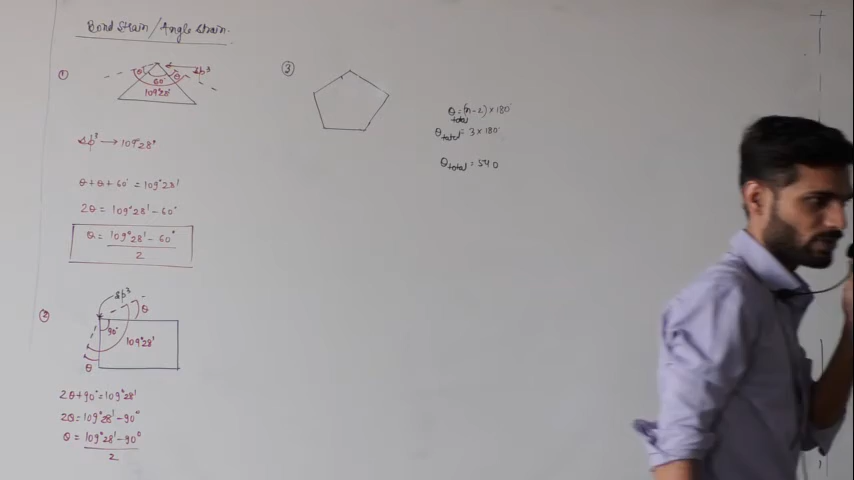 Bond Strain/Angle Strain.
①
θ θ sp³
60°
109°28'
sp³ → 109°28°
θ+θ+60° = 109°28'
2θ = 109°28'-60°
θ = 109°28'-60°
2
②
sp³
θ
90°
109°28'
θ
2θ+90°=109°28'
2θ=109°28'-90°
θ = 109°28'-90°
2
③
θtotal = (n-2)×180°
θtotal = 3×180°
θtotal = 540